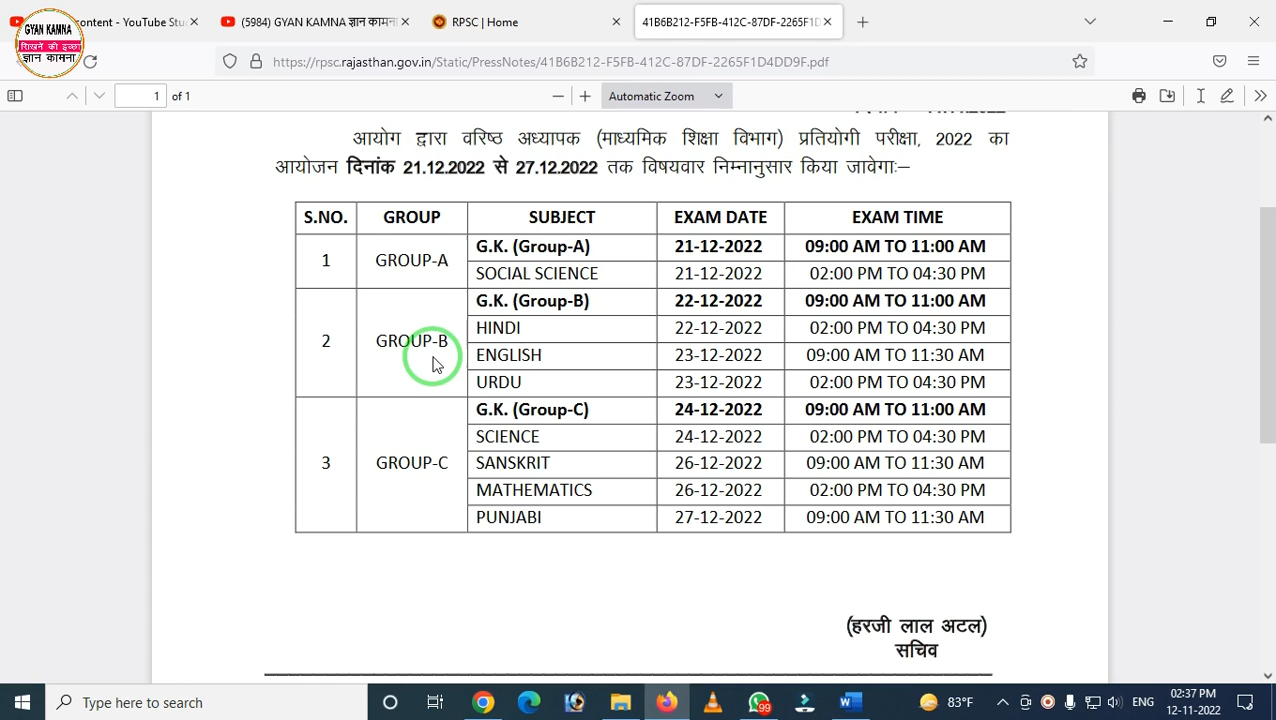 content - YouTube Stu
(5984) GYAN KAMNA ज्ञान कामना
RPSC | Home
41B6B212-F5FB-412C-87DF-2265F1D
GYAN KAMNA
सिखने की इच्छा
ज्ञान कामना
https://rpsc.rajasthan.gov.in/Static/PressNotes/41B6B212-F5FB-412C-87DF-2265F1D4DD9F.pdf
1 of 1
Automatic Zoom
आयोग द्वारा वरिष्ठ अध्यापक (माध्यमिक शिक्षा विभाग) प्रतियोगी परीक्षा, 2022 का
आयोजन दिनांक 21.12.2022 से 27.12.2022 तक विषयवार निम्नानुसार किया जावेगाः–
S.NO. GROUP SUBJECT EXAM DATE EXAM TIME
1 GROUP-A G.K. (Group-A) 21-12-2022 09:00 AM TO 11:00 AM
SOCIAL SCIENCE 21-12-2022 02:00 PM TO 04:30 PM
2 GROUP-B G.K. (Group-B) 22-12-2022 09:00 AM TO 11:00 AM
HINDI 22-12-2022 02:00 PM TO 04:30 PM
ENGLISH 23-12-2022 09:00 AM TO 11:30 AM
URDU 23-12-2022 02:00 PM TO 04:30 PM
3 GROUP-C G.K. (Group-C) 24-12-2022 09:00 AM TO 11:00 AM
SCIENCE 24-12-2022 02:00 PM TO 04:30 PM
SANSKRIT 26-12-2022 09:00 AM TO 11:30 AM
MATHEMATICS 26-12-2022 02:00 PM TO 04:30 PM
PUNJABI 27-12-2022 09:00 AM TO 11:30 AM
(हरजी लाल अटल)
सचिव
Type here to search
99
83°F
ENG
02:37 PM
12-11-2022